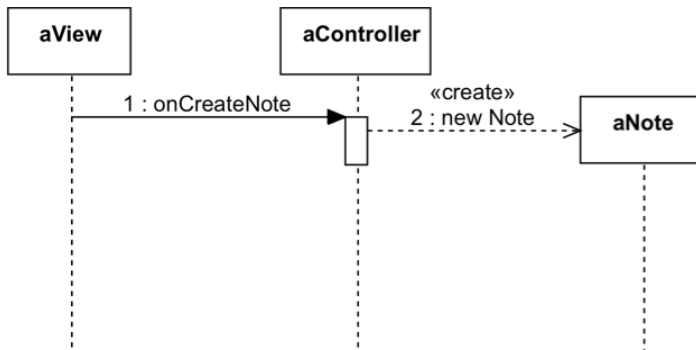 aView
aController
«create»
1 : onCreateNote
2 : new Note
aNote